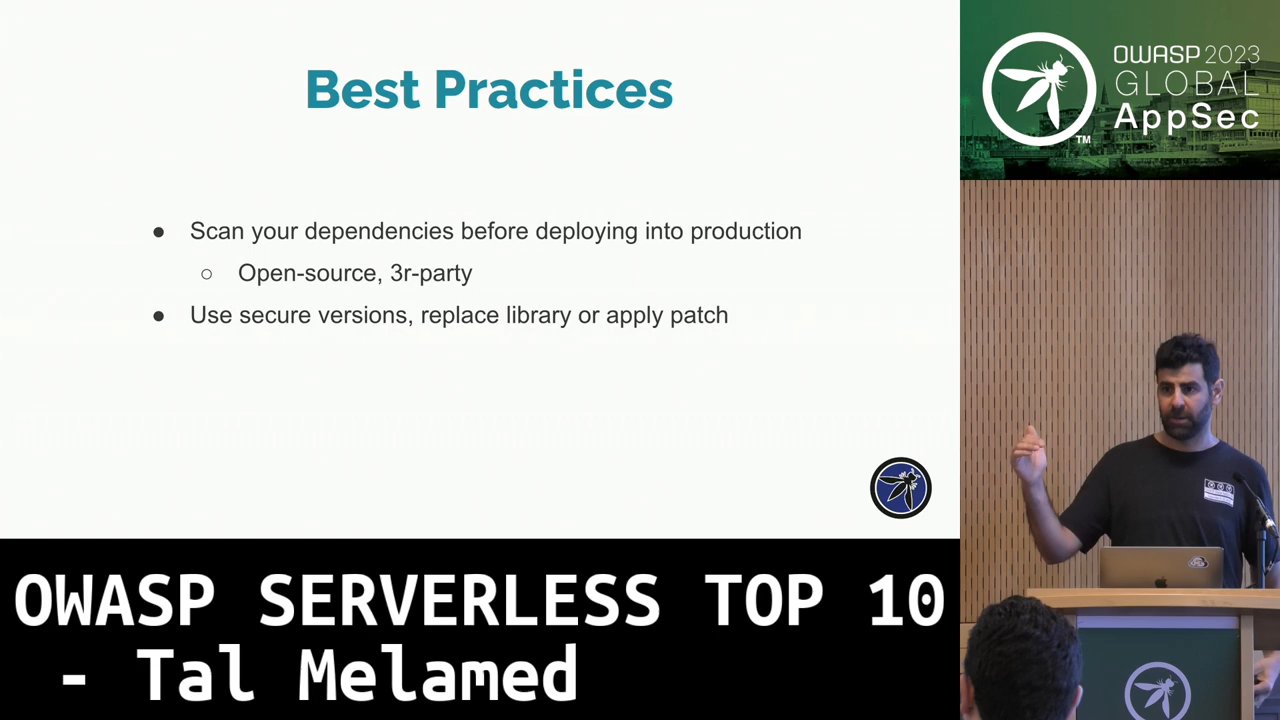 Best Practices
● Scan your dependencies before deploying into production
○ Open-source, 3r-party
● Use secure versions, replace library or apply patch
OWASP 2023
GLOBAL
AppSec
TM
OWASP SERVERLESS TOP 10
- Tal Melamed